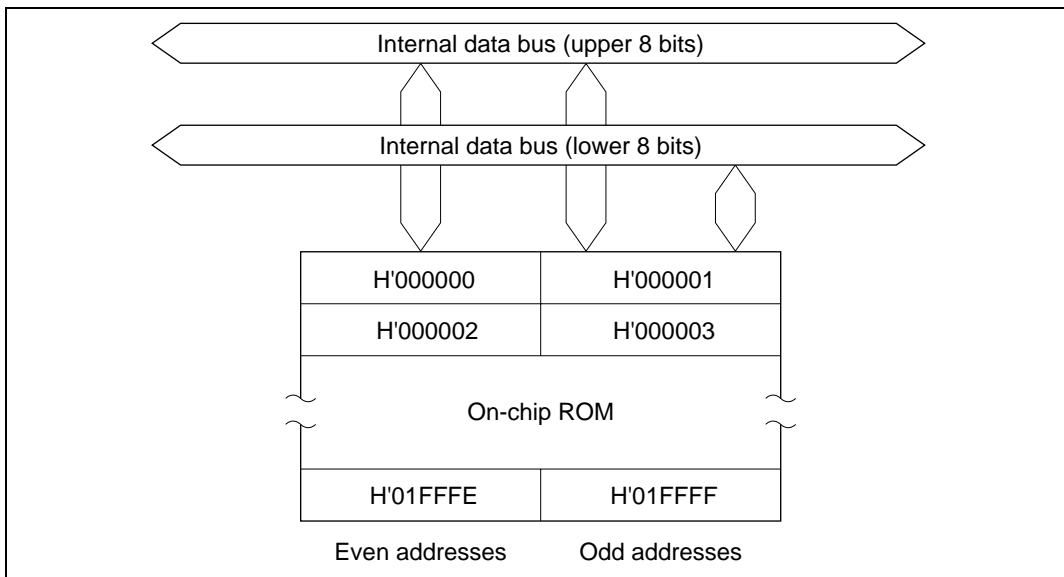 Internal data bus (upper 8 bits)
Internal data bus (lower 8 bits)
H'000000 H'000001
H'000002 H'000003
On-chip ROM
H'01FFFE H'01FFFF
Even addresses Odd addresses